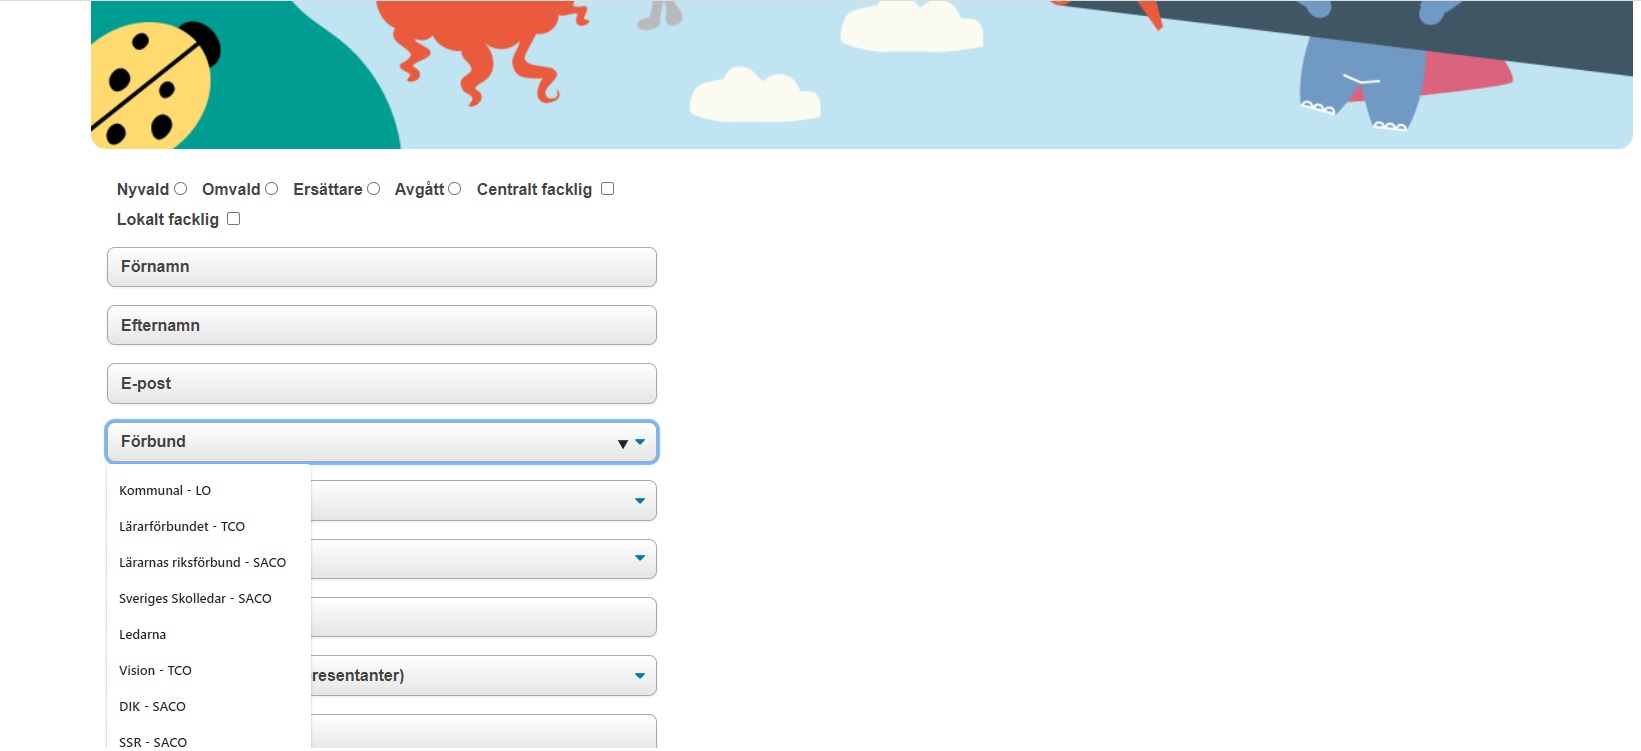 Nyvald Omvald Ersättare Avgått Centralt facklig
Lokalt facklig
Förnamn
Efternamn
E-post
Förbund
Kommunal - LO
Lärarförbundet - TCO
Lärarnas riksförbund - SACO
Sveriges Skolledar - SACO
Ledarna
Vision - TCO
resentanter)
DIK - SACO
SSR - SACO